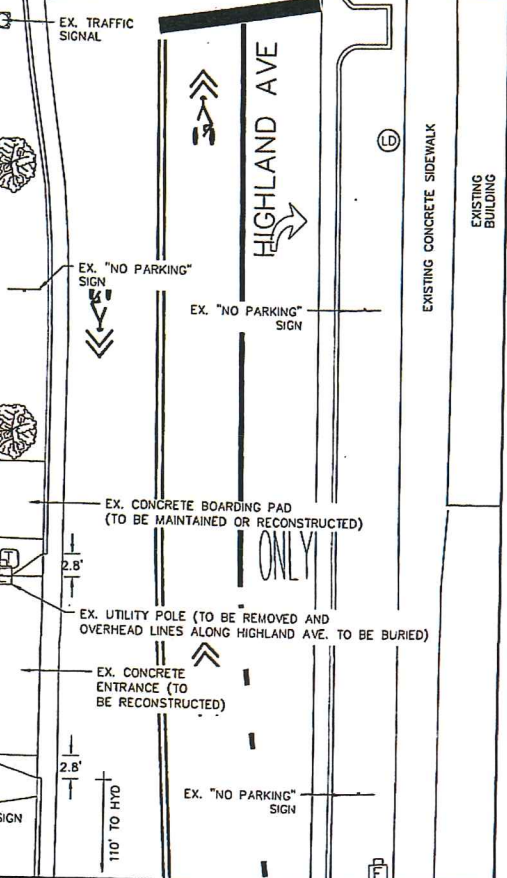 EX. TRAFFIC
SIGNAL
HIGHLAND AVE
LD
EXISTING CONCRETE SIDEWALK
EXISTING
BUILDING
EX. "NO PARKING"
SIGN
EX. "NO PARKING"
SIGN
EX. CONCRETE BOARDING PAD
(TO BE MAINTAINED OR RECONSTRUCTED)
T
2.8'
ONLY
EX. UTILITY POLE (TO BE REMOVED AND
OVERHEAD LINES ALONG HIGHLAND AVE. TO BE BURIED)
EX. CONCRETE
ENTRANCE (TO
BE RECONSTRUCTED)
2.8'
110' TO HYD
EX. "NO PARKING"
SIGN
SIGN
E